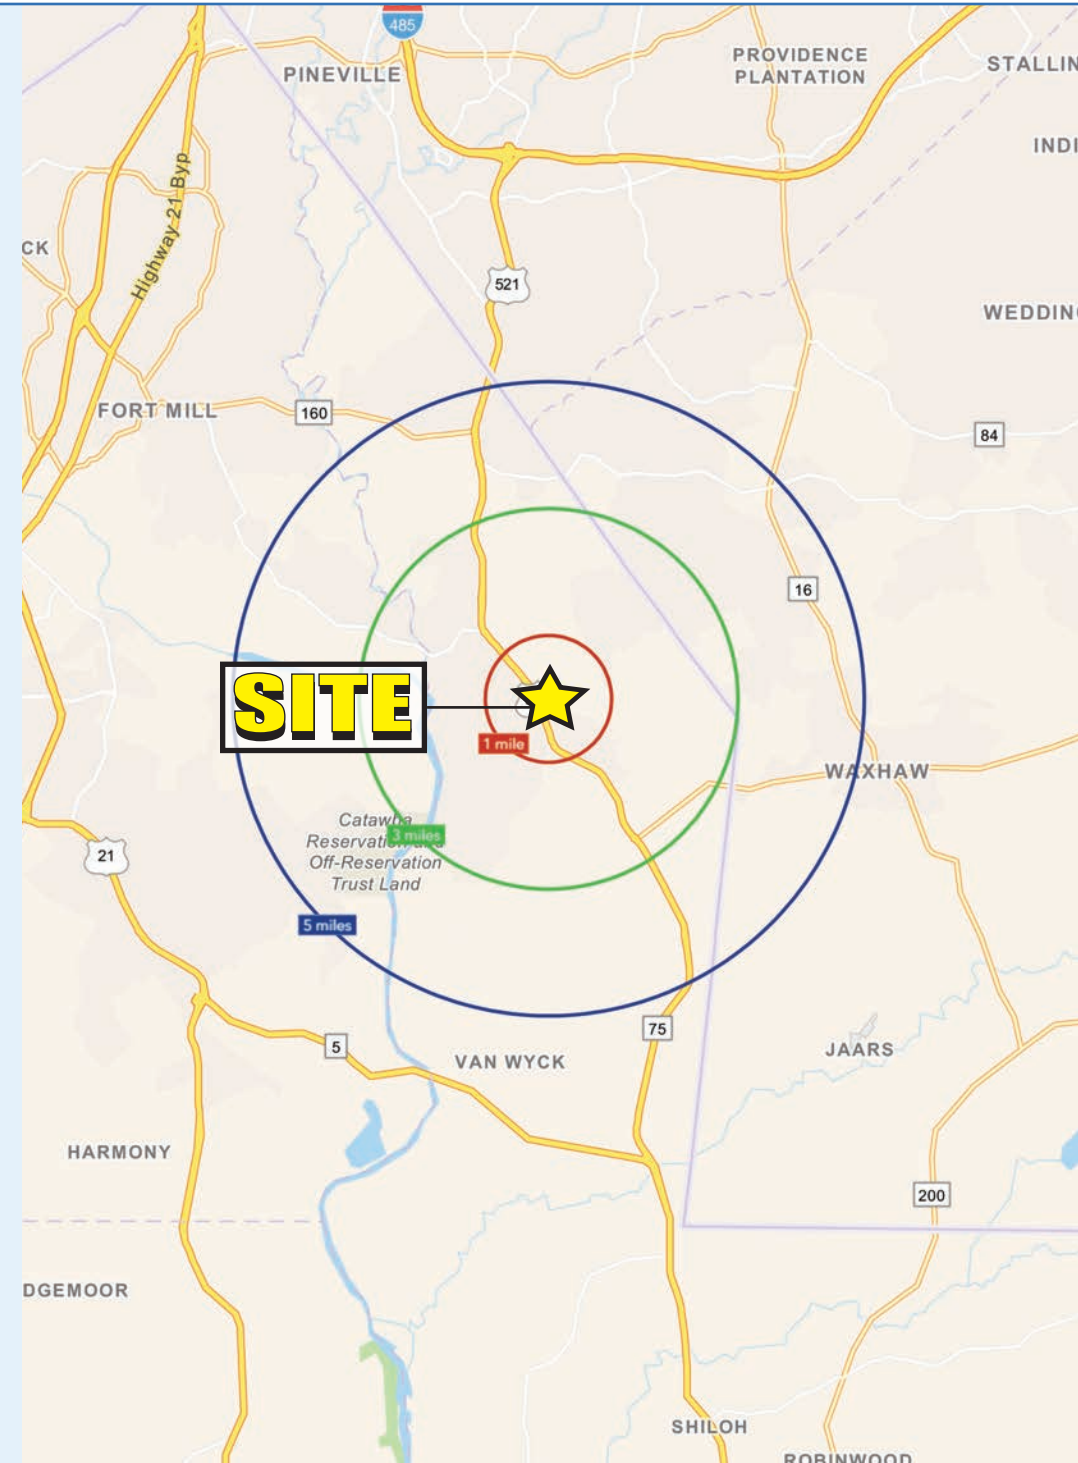 485
PINEVILLE
PROVIDENCE
PLANTATION
STALLIN
INDI
Highway 21 Byp
CK
521
WEDDIN
FORT MILL
160
84
16
SITE
1 mile
WAXHAW
Catawba
3 miles
Reservation and
Off-Reservation
Trust Land
21
5 miles
75
5
VAN WYCK
JAARS
HARMONY
200
DGEMOOR
SHILOH
ROBINWOOD